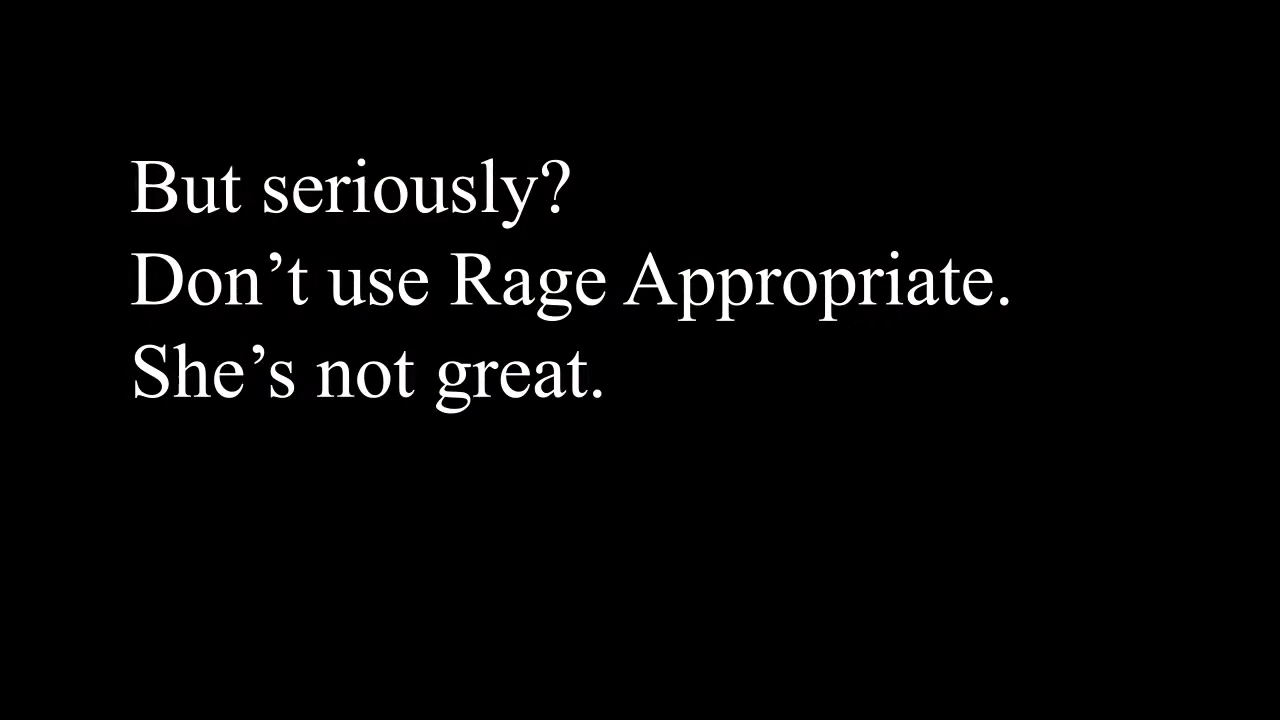 But seriously?
Don’t use Rage Appropriate.
She’s not great.